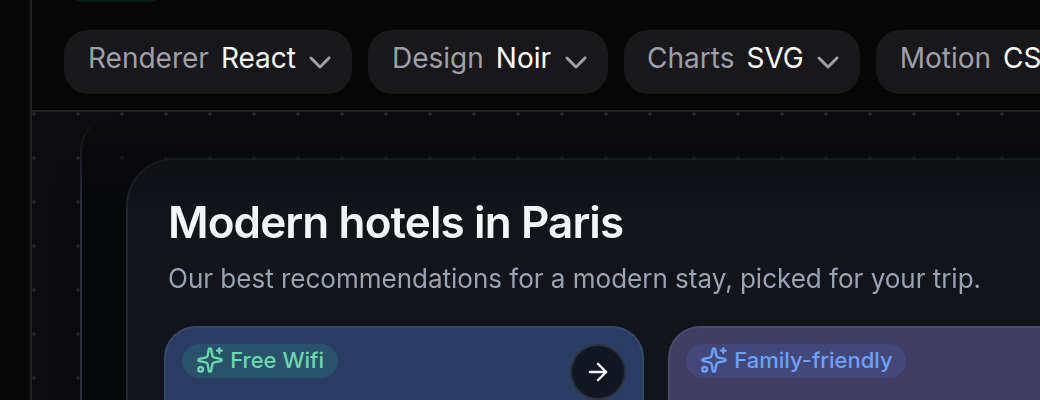 Renderer React Design Noir Charts SVG Motion CS
Modern hotels in Paris
Our best recommendations for a modern stay, picked for your trip.
Free Wifi Family-friendly